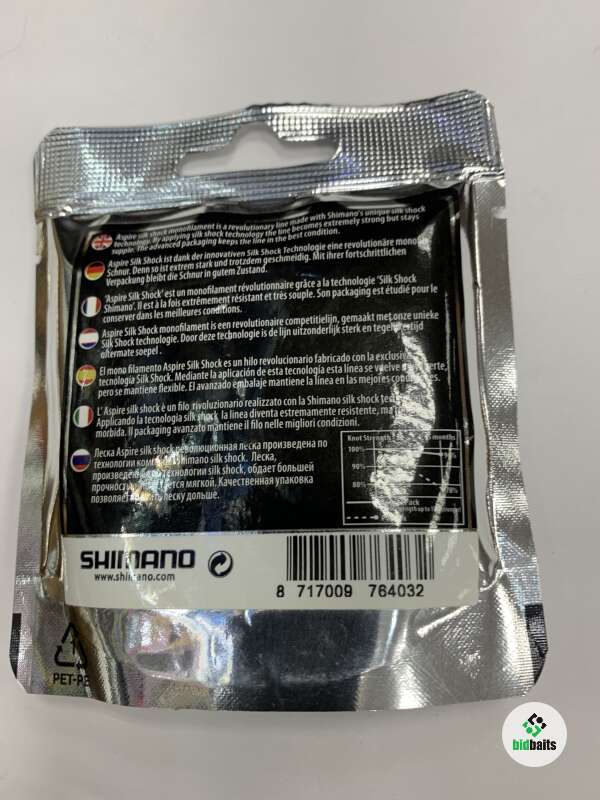 Aspire silk shock monofilament is a revolutionary line made with Shimano's unique silk shock
technology. By applying silk shock technology the line becomes extremely strong but stays
supple. The advanced packaging keeps the line in the best condition.
Aspire Silk Shock ist dank der innovativen Silk Shock Technologie eine revolutionäre monofile
Schnur. Denn so ist extrem stark und trotzdem geschmeidig. Mit ihrer fortschrittlichen
Verpackung bleibt die Schnur in gutem Zustand.
'Aspire Silk Shock' est un monofilament révolutionnaire grâce a la technologie 'Silk Shock
Shimano'. Il est à la fois extrêmement résistant et très souple. Son packaging est étudié pour le
conserver dans les meilleures conditions.
Aspire Silk Shock monofilament is een revolutionaire competitielijn, gemaakt met onze unieke
Silk Shock technologie. Door deze technologie is de lijn uitzonderlijk sterk en tegelijkertijd
uitermate soepel.
El mono filamento Aspire Silk Shock es un hilo revolucionario fabricado con la exclusiva
tecnología Silk Shock. Mediante la aplicación de esta tecnología esta línea se vuelve fuerte,
pero se mantiene flexible. El avanzado embalaje mantiene la línea en las mejores condiciones.
L' Aspire silk shock è un filo rivoluzionario realizzato con la Shimano silk shock
Applicando la tecnologia silk shock la linea diventa estremamente resistente, ma
morbida. Il packaging avanzato mantiene il filo nelle migliori condizioni.
Леска Aspire silk shock революционная леска произведена по
технологии компании Shimano silk shock. Леска,
произведенная по технологии silk shock, обдает большей
прочностью и остается мягкой. Качественная упаковка
позволяет хранить леску дольше.
Knot Strength months
100%
90%
80%
70%
Pack
SHIMANO
www.shimano.com
8 717009 764032
1
PET-PE
bidbaits